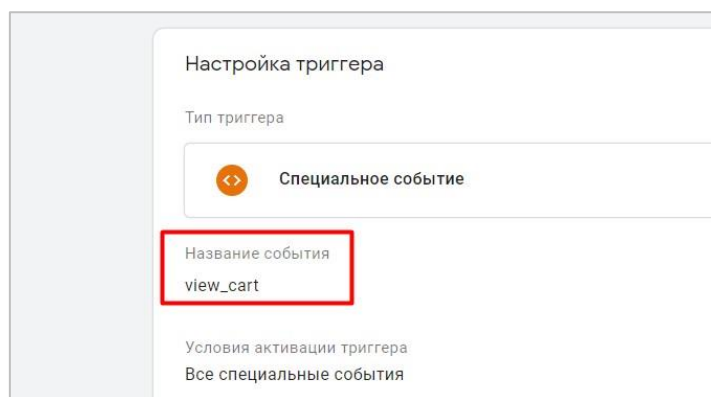 Настройка триггера
Тип триггера
Специальное событие
Название события
view_cart
Условия активации триггера
Все специальные события